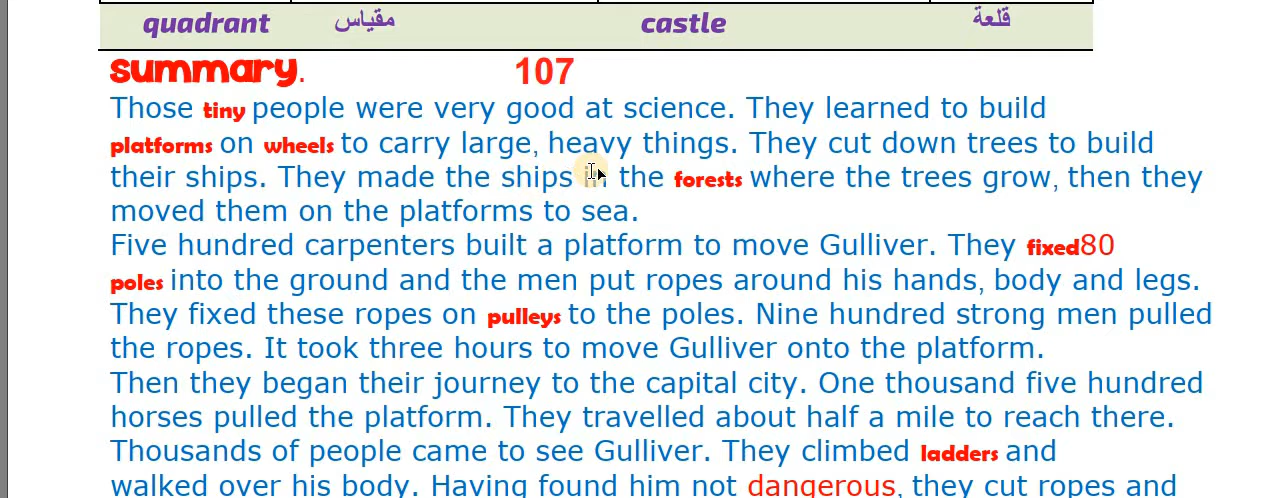 quadrant مقياس castle قلعة
summary. 107
Those tiny people were very good at science. They learned to build
platforms on wheels to carry large, heavy things. They cut down trees to build
their ships. They made the ships in the forests where the trees grow, then they
moved them on the platforms to sea.
Five hundred carpenters built a platform to move Gulliver. They fixed80
poles into the ground and the men put ropes around his hands, body and legs.
They fixed these ropes on pulleys to the poles. Nine hundred strong men pulled
the ropes. It took three hours to move Gulliver onto the platform.
Then they began their journey to the capital city. One thousand five hundred
horses pulled the platform. They travelled about half a mile to reach there.
Thousands of people came to see Gulliver. They climbed ladders and
walked over his body. Having found him not dangerous, they cut ropes and